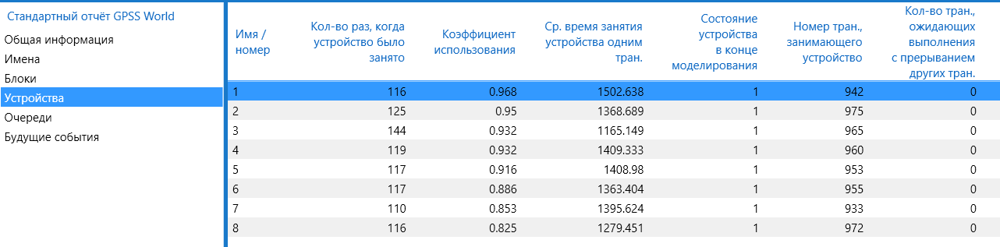 Стандартный отчёт GPSS World
Общая информация
Имена
Блоки
Устройства
Очереди
Будущие события
Имя /
номер
Кол-во раз, когда
устройство было
занято
Коэффициент
использования
Ср. время занятия
устройства одним
тран.
Состояние
устройства
в конце
моделирования
Номер тран.,
занимающего
устройство
Кол-во тран.,
ожидающих
выполнения
с прерыванием
других тран.
1 116 0.968 1502.638 1 942 0
2 125 0.95 1368.689 1 975 0
3 144 0.932 1165.149 1 965 0
4 119 0.932 1409.333 1 960 0
5 117 0.916 1408.98 1 953 0
6 117 0.886 1363.404 1 955 0
7 110 0.853 1395.624 1 933 0
8 116 0.825 1279.451 1 972 0